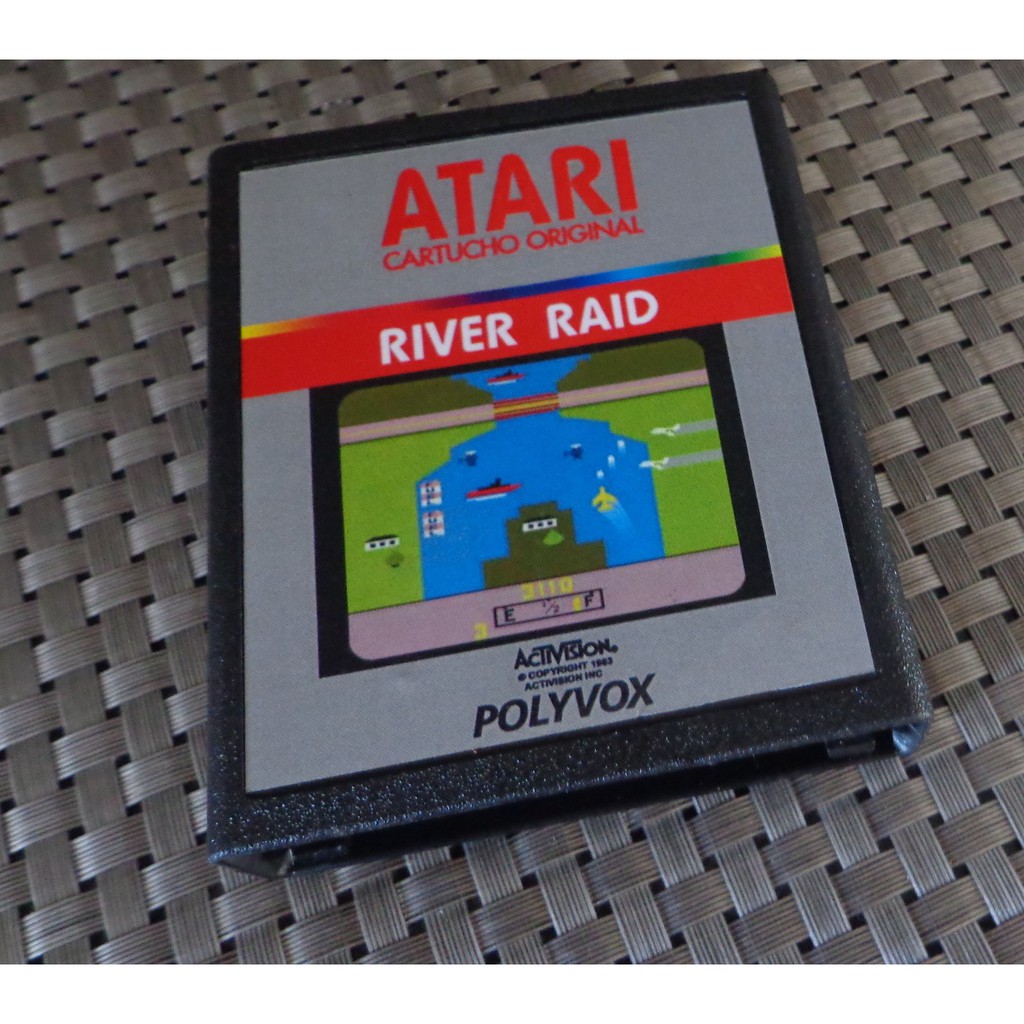 ATARI
CARTUCHO ORIGINAL
RIVER RAID
3110
E 1/2 F
3
ACTIVISION®
© COPYRIGHT 1983
ACTIVISION INC
POLYVOX